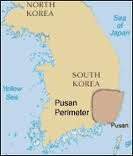 NORTH KOREA
Sea of
Japan
Yellow
Sea
SOUTH
KOREA
Pusan
Perimeter
Pusan